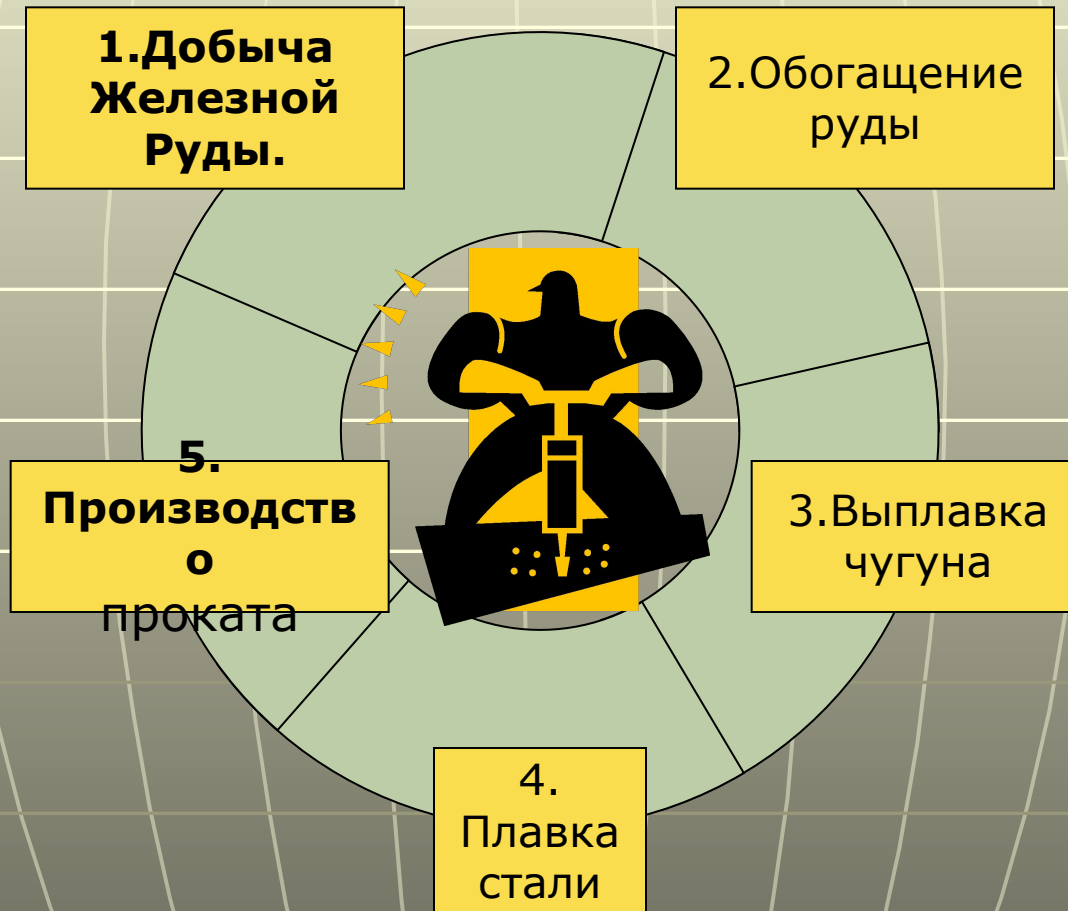 1.Добыча
Железной
Руды.
2.Обогащение
руды
3.Выплавка
чугуна
4.
Плавка
стали
5.
Производств
о
проката